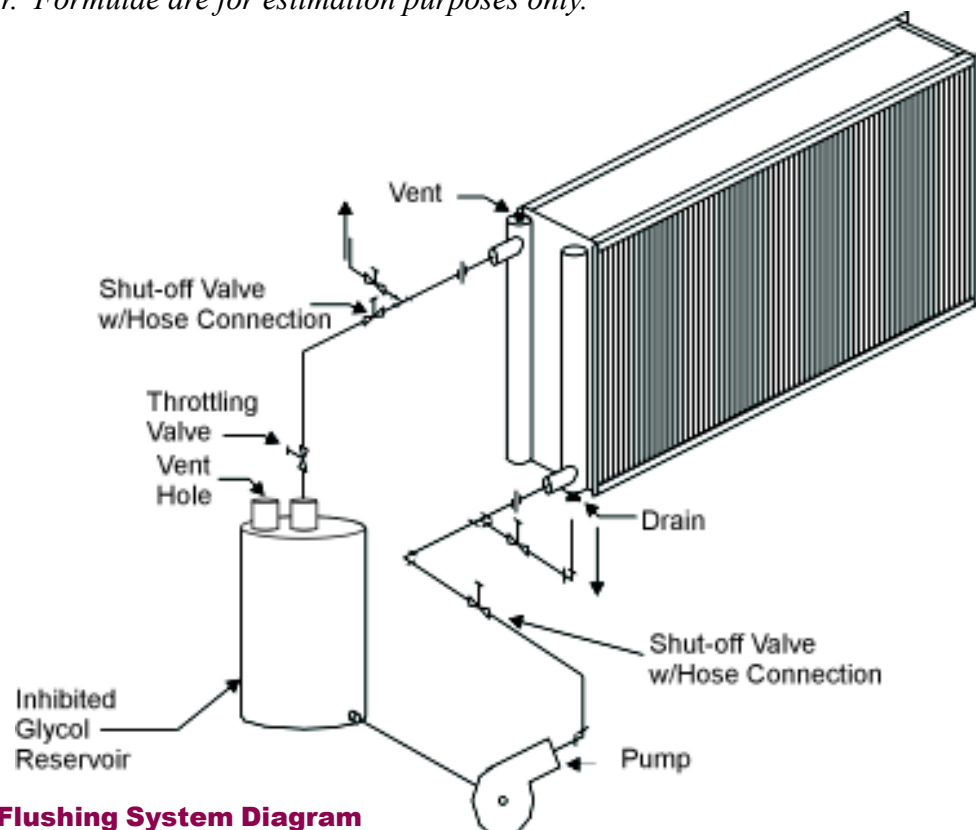 r. Formulae are for estimation purposes only.
Vent
Shut-off Valve
w/Hose Connection
Throttling
Valve
Vent
Hole
Drain
Shut-off Valve
w/Hose Connection
Inhibited
Glycol
Reservoir
Pump
Flushing System Diagram